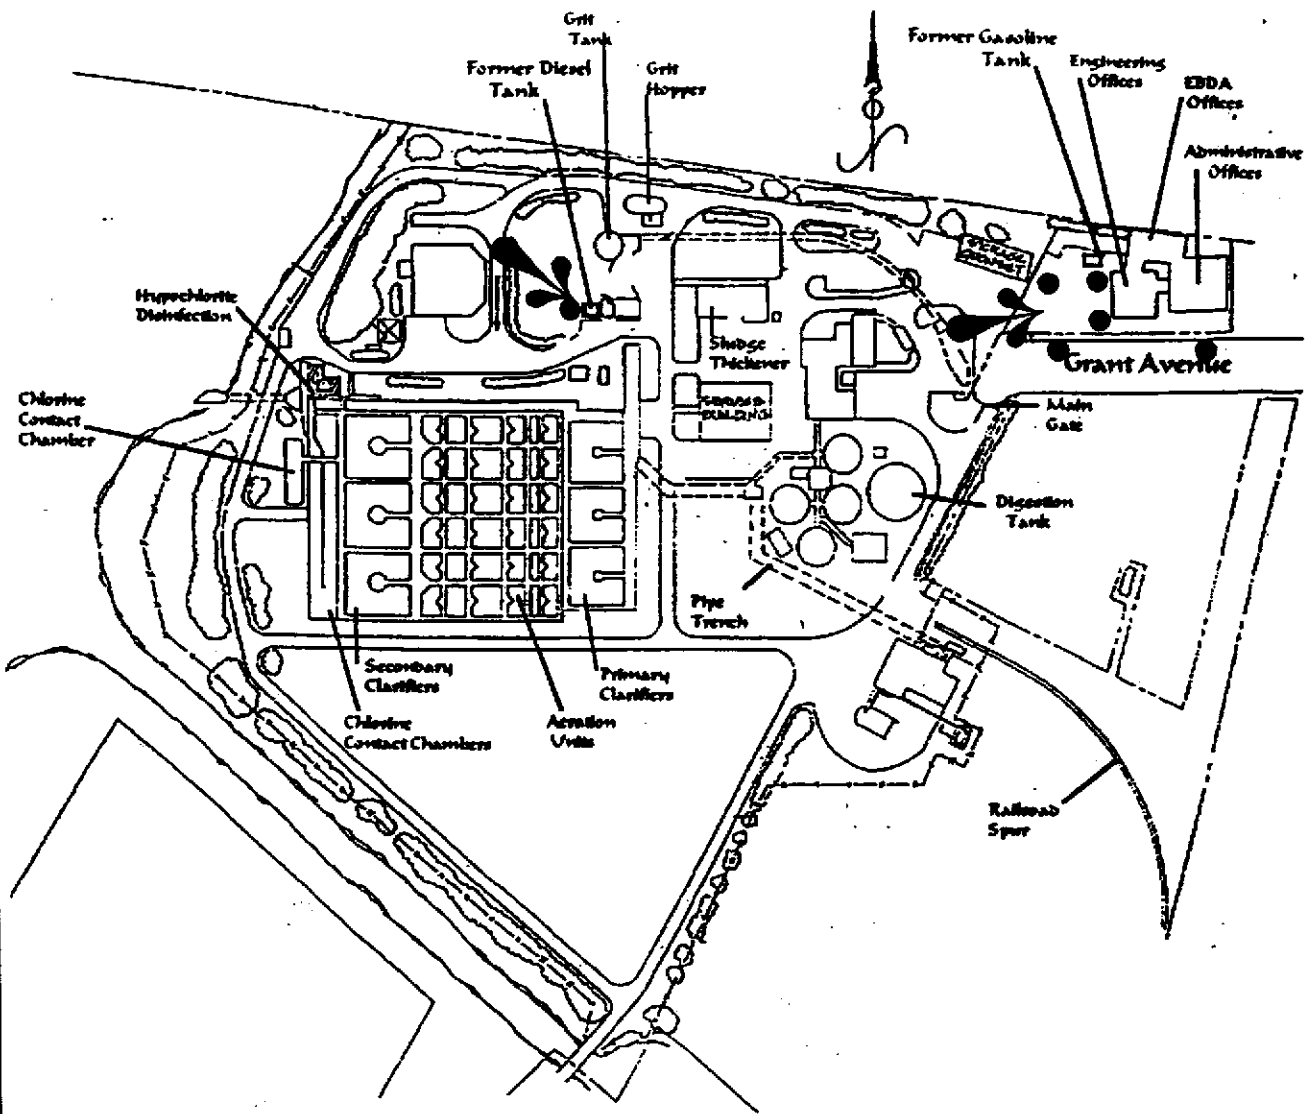 Grit
Tank
Former Diesel
Tank
Grit
Hopper
Former Gasoline
Tank
Engineering
Offices
EBDA
Offices
Administrative
Offices
Hypochlorite
Disinfection
Sludge
Thickener
Grant Avenue
Chlorine
Contact
Chamber
BUILDING
Main
Gate
Digestion
Tank
Pipe
Trench
Secondary
Clarifiers
Primary
Clarifiers
Chlorine
Contact Chambers
Aeration
Units
Railroad
Spur